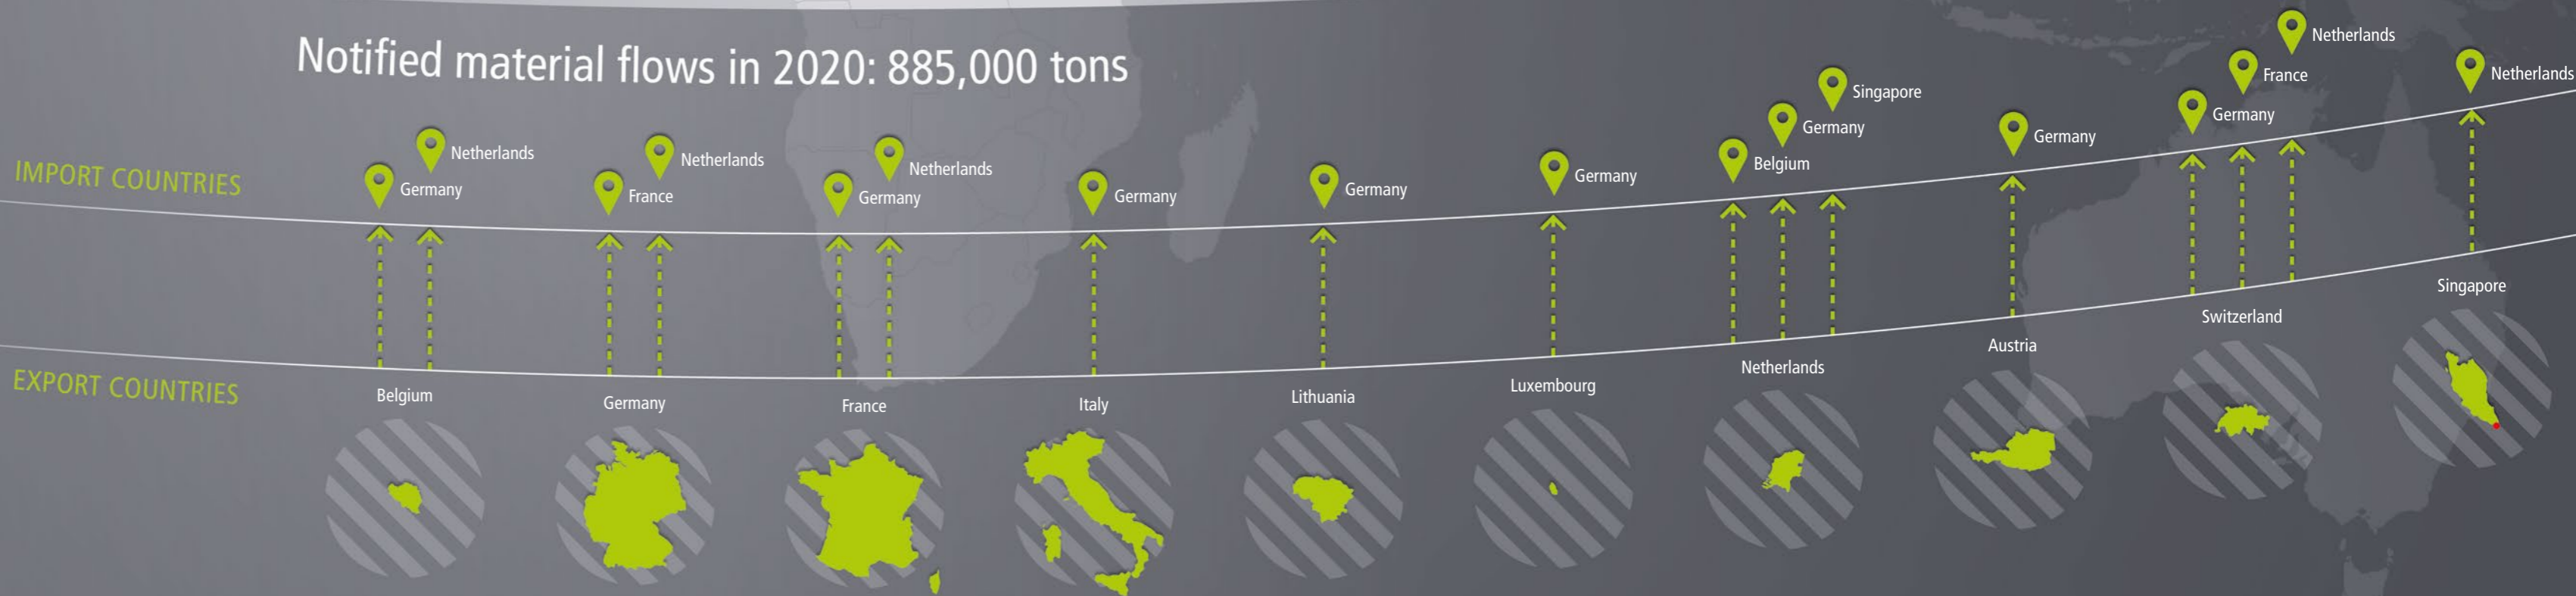 Notified material flows in 2020: 885,000 tons
IMPORT COUNTRIES
Netherlands
Germany
Netherlands
France
Netherlands
Germany
Germany
Germany
Germany
Singapore
Germany
Belgium
Germany
Netherlands
France
Germany
Netherlands
EXPORT COUNTRIES
Belgium
Germany
France
Italy
Lithuania
Luxembourg
Netherlands
Austria
Switzerland
Singapore